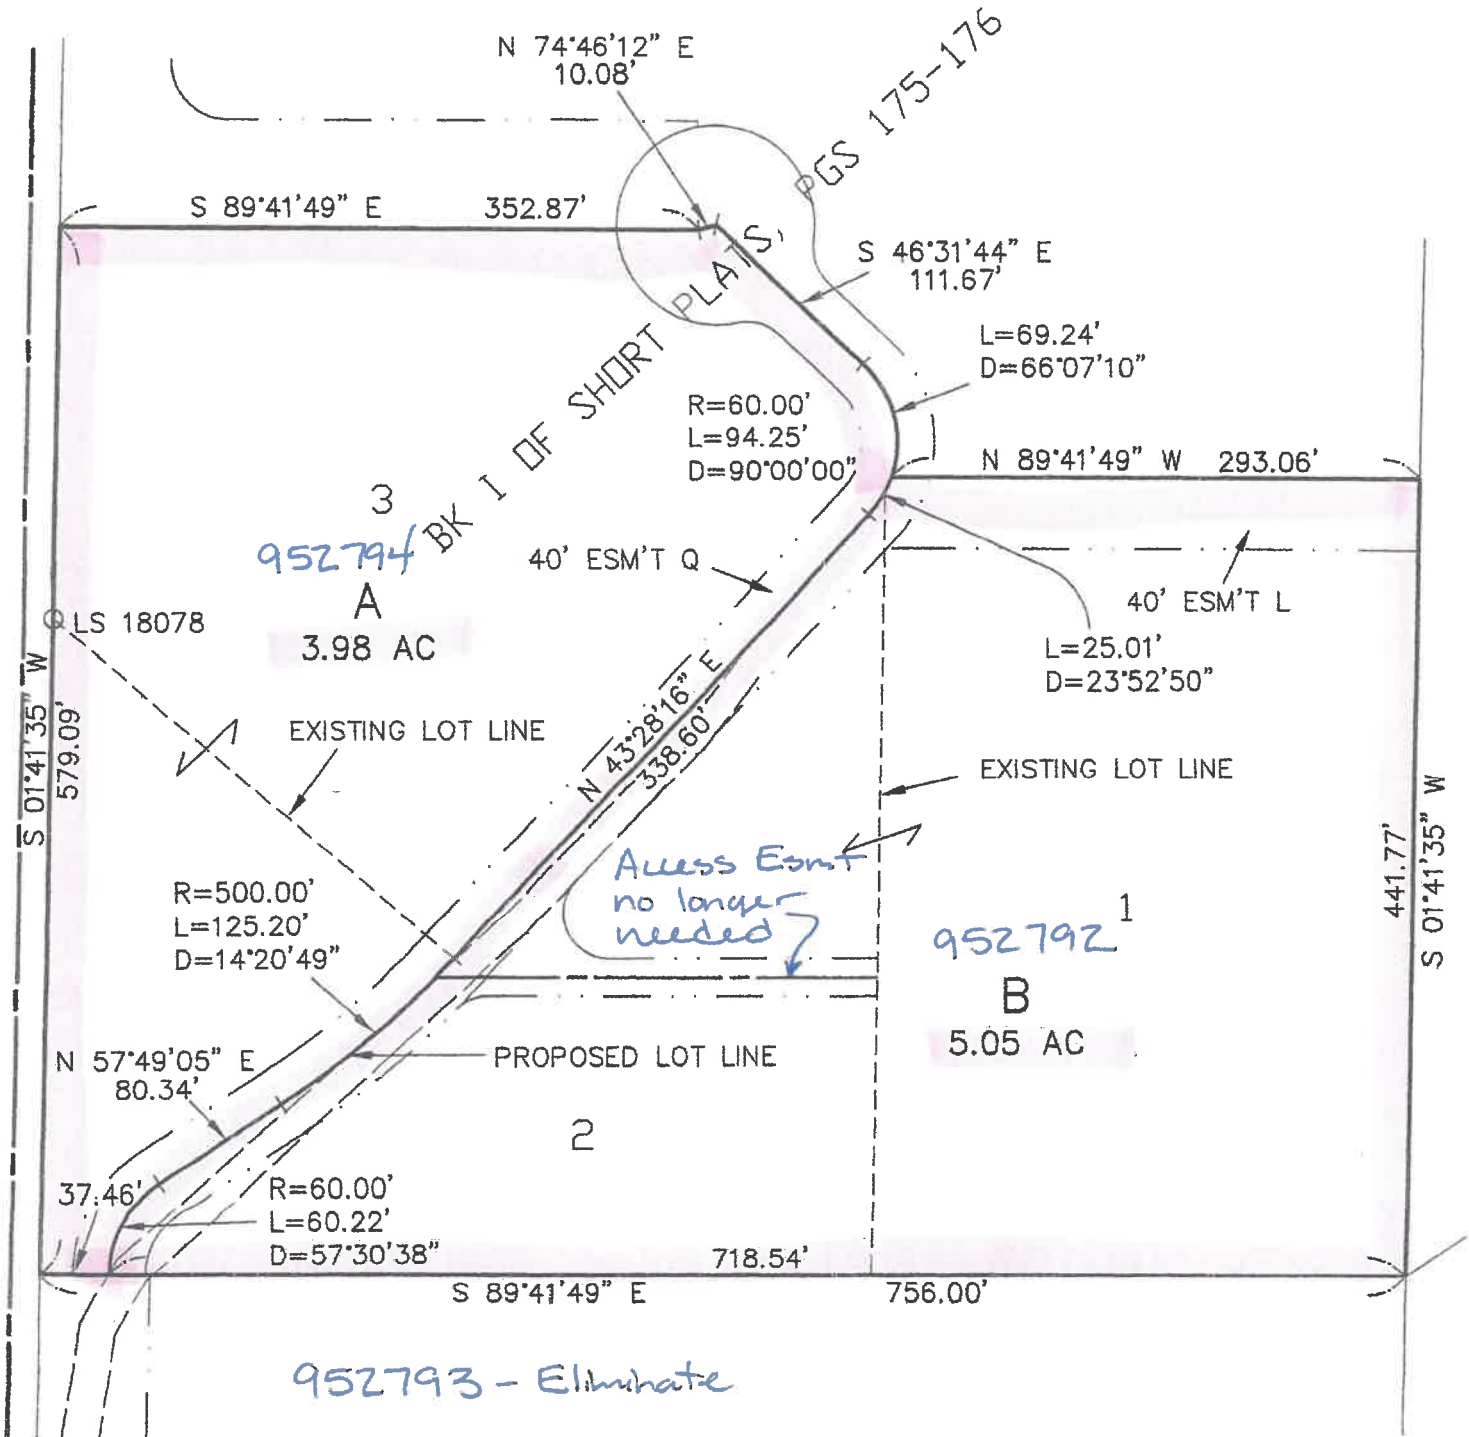 N 74°46'12" E
10.08'
PGS 175-176
S 89°41'49" E 352.87'
BK I OF SHORT PLATS,
S 46°31'44" E
111.67'
L=69.24'
D=66°07'10"
R=60.00'
L=94.25'
D=90°00'00"
N 89°41'49" W 293.06'
3
952794
A
3.98 AC
40' ESM'T Q
40' ESM'T L
LS 18078
L=25.01'
D=23°52'50"
S 01°41'35" W
579.09'
EXISTING LOT LINE
N 43°28'16" E
338.60'
EXISTING LOT LINE
441.77'
S 01°41'35" W
Access Esmt
no longer
needed
R=500.00'
L=125.20'
D=14°20'49"
1
952792
B
5.05 AC
N 57°49'05" E
80.34'
PROPOSED LOT LINE
2
37.46'
R=60.00'
L=60.22'
D=57°30'38"
718.54'
S 89°41'49" E
756.00'
952793 - Eliminate